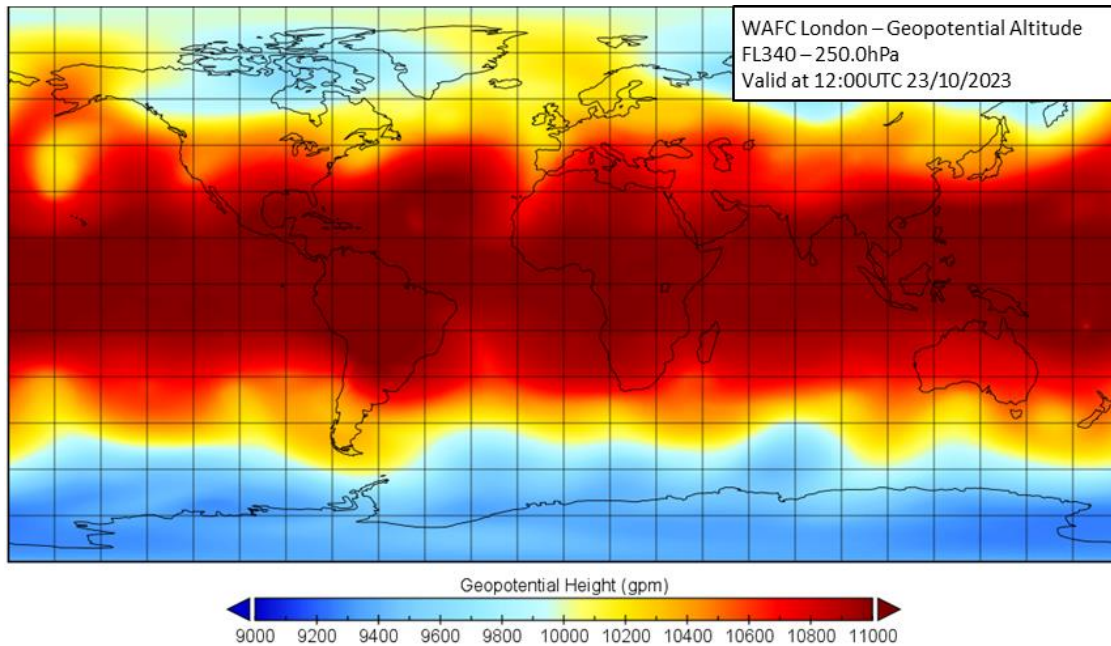 WAFC London – Geopotential Altitude
FL340 – 250.0hPa
Valid at 12:00UTC 23/10/2023
Geopotential Height (gpm)
9000 9200 9400 9600 9800 10000 10200 10400 10600 10800 11000